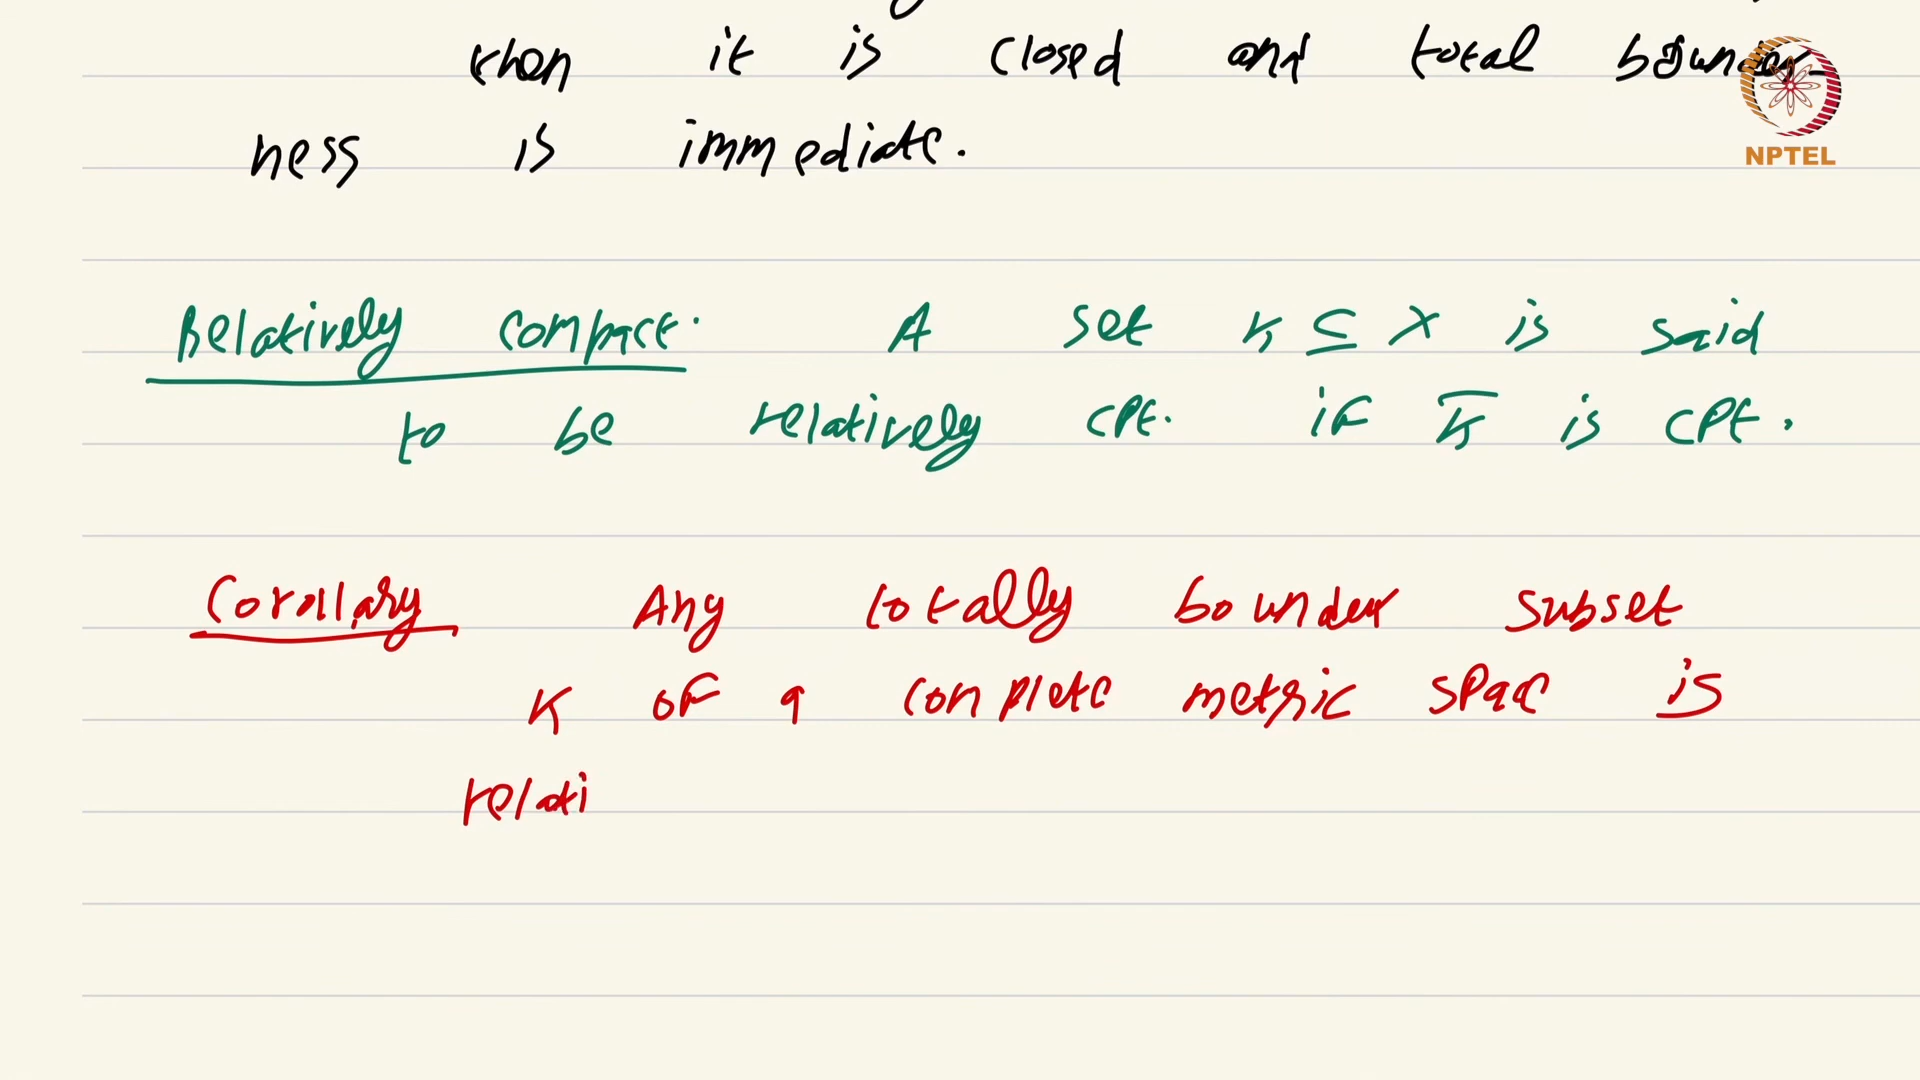 then it is closed and total bounded-
NPTEL
ness is immediate.
Relatively compact. A set K ⊆ X is said
to be relatively cpt. if K̅ is cpt.
Corollary Any totally bounded subset
K of a complete metric space is
relati